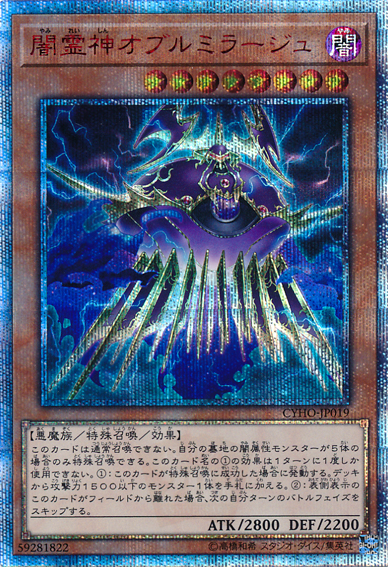 闇霊神オブルミラージュ
闇
CYHO-JP019
【悪魔族／特殊召喚／効果】
このカードは通常召喚できない。自分の墓地の闇属性モンスターが５体の
場合のみ特殊召喚できる。このカード名の①の効果は１ターンに１度しか
使用できない。①：このカードが特殊召喚に成功した場合に発動する。デッキ
から攻撃力１５００以下のモンスター１体を手札に加える。②：表側表示の
このカードがフィールドから離れた場合、次の自分ターンのバトルフェイズを
スキップする。
ATK/2800 DEF/2200
59281822
©高橋和希 スタジオ・ダイス/集英社